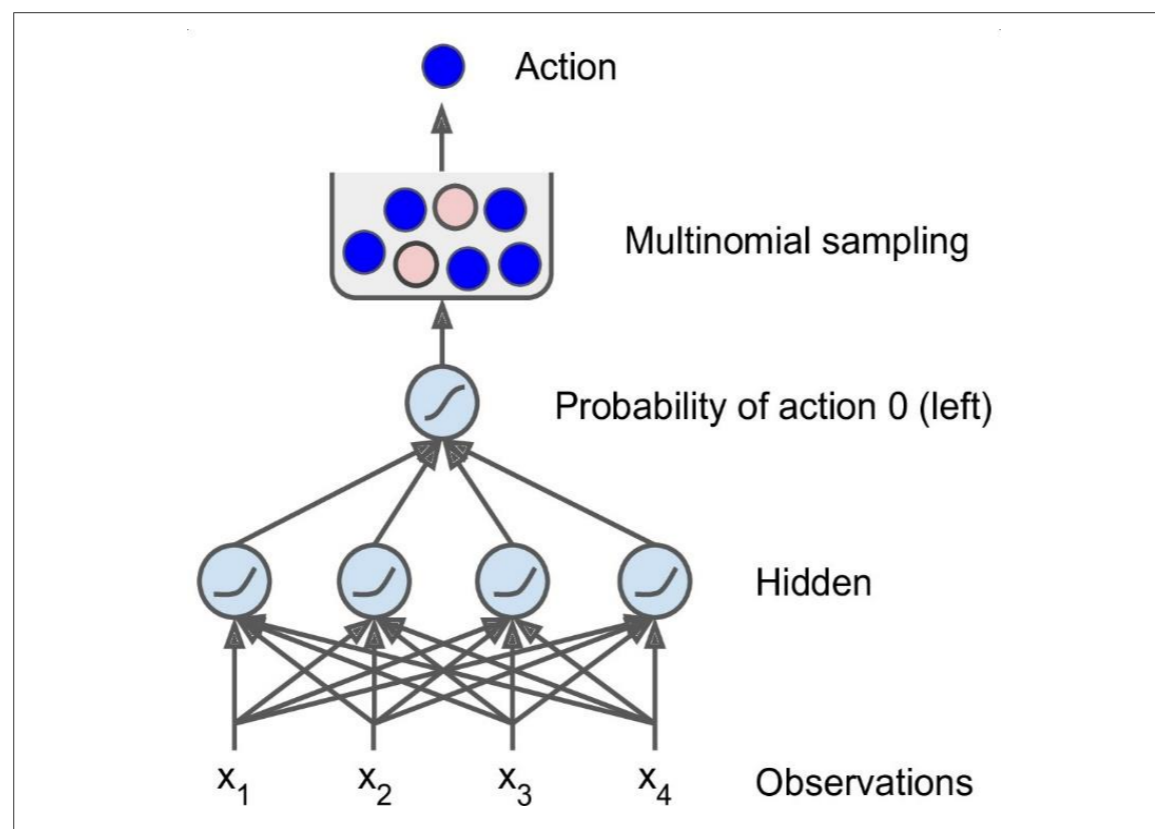 Action
Multinomial sampling
Probability of action 0 (left)
Hidden
x₁ x₂ x₃ x₄ Observations